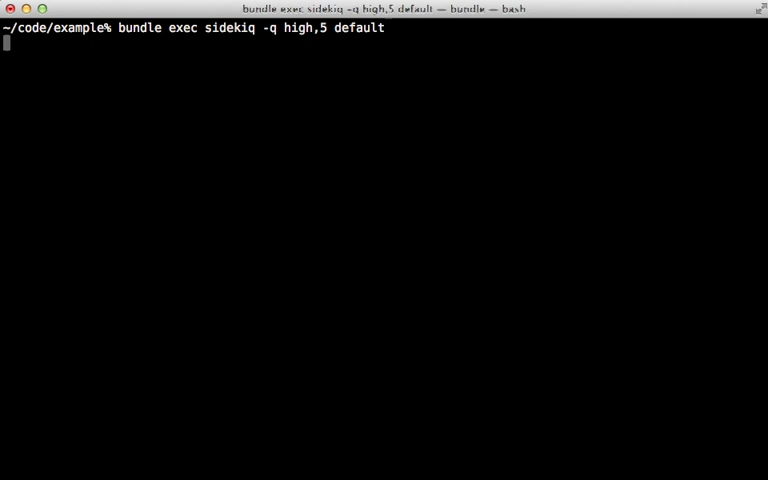 bundle exec sidekiq -q high,5 default — bundle — bash
~/code/example% bundle exec sidekiq -q high,5 default